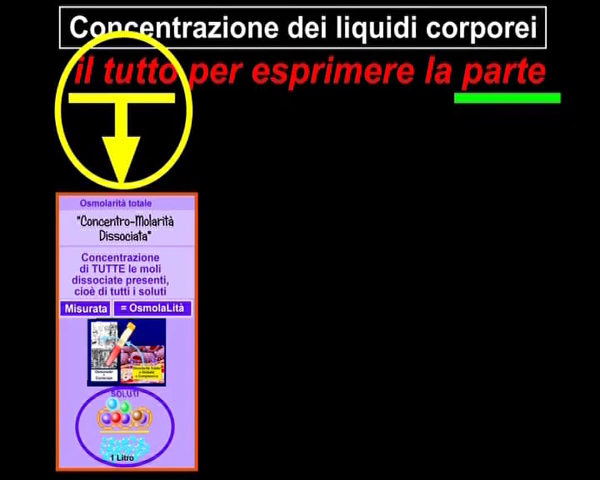 Concentrazione dei liquidi corporei
il tutto per esprimere la parte
Osmolarità totale
"Concentro-Molarità
Dissociata"
Concentrazione
di TUTTE le moli
dissociate presenti,
cioè di tutti i soluti
Misurata = OsmolaLità
SOLUTI
1 Litro